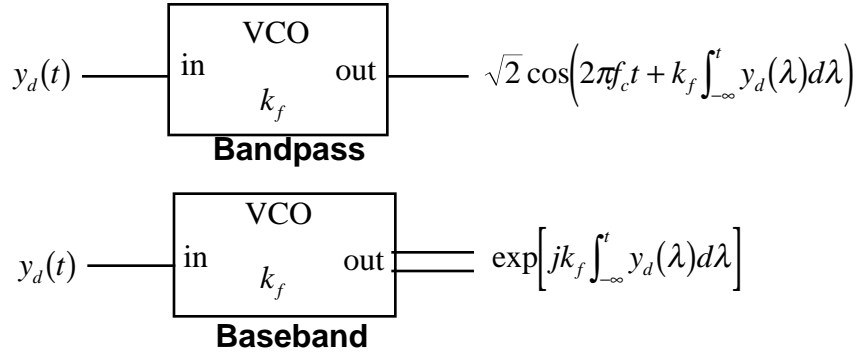 VCO
y_d(t) in out √2 cos(2πf_c t + k_f ∫_{-∞}^{t} y_d(λ)dλ)
k_f
Bandpass
VCO
y_d(t) in out exp[jk_f ∫_{-∞}^{t} y_d(λ)dλ]
k_f
Baseband